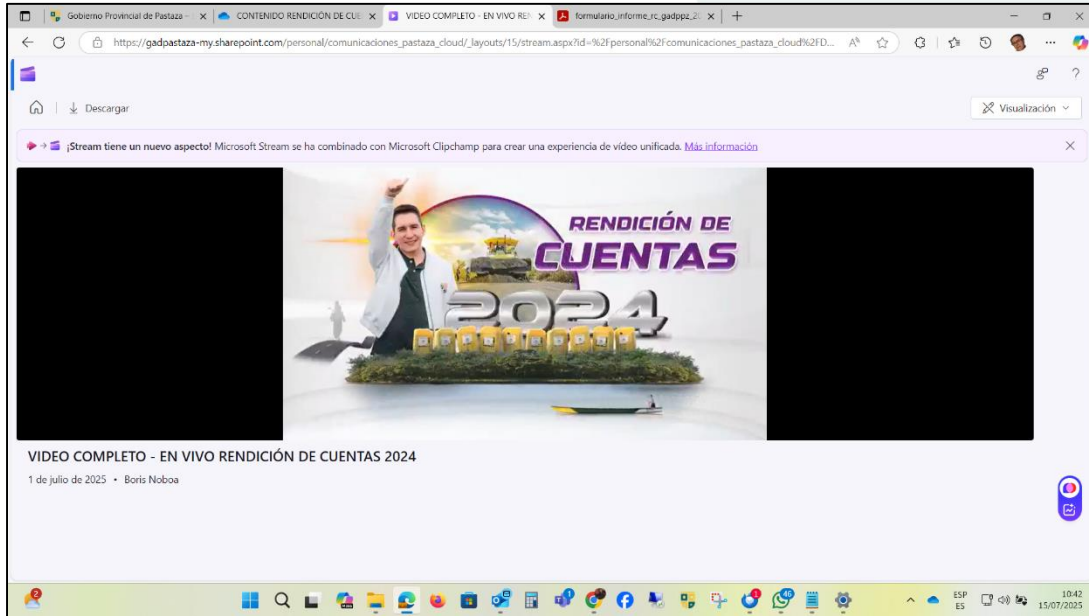 Gobierno Provincial de Pastaza -
CONTENIDO RENDICIÓN DE CUE
VIDEO COMPLETO - EN VIVO REN
formulario_informe_rc_gadppz_20
https://gadpastaza-my.sharepoint.com/personal/comunicaciones_pastaza_cloud/_layouts/15/stream.aspx?id=%2Fpersonal%2Fcomunicaciones_pastaza_cloud%2FD...
Descargar
Visualización
¡Stream tiene un nuevo aspecto! Microsoft Stream se ha combinado con Microsoft Clipchamp para crear una experiencia de vídeo unificada. Más información
RENDICIÓN DE
CUENTAS
2024
VIDEO COMPLETO - EN VIVO RENDICIÓN DE CUENTAS 2024
1 de julio de 2025 • Boris Noboa
ESP
ES
10:42
15/07/2025